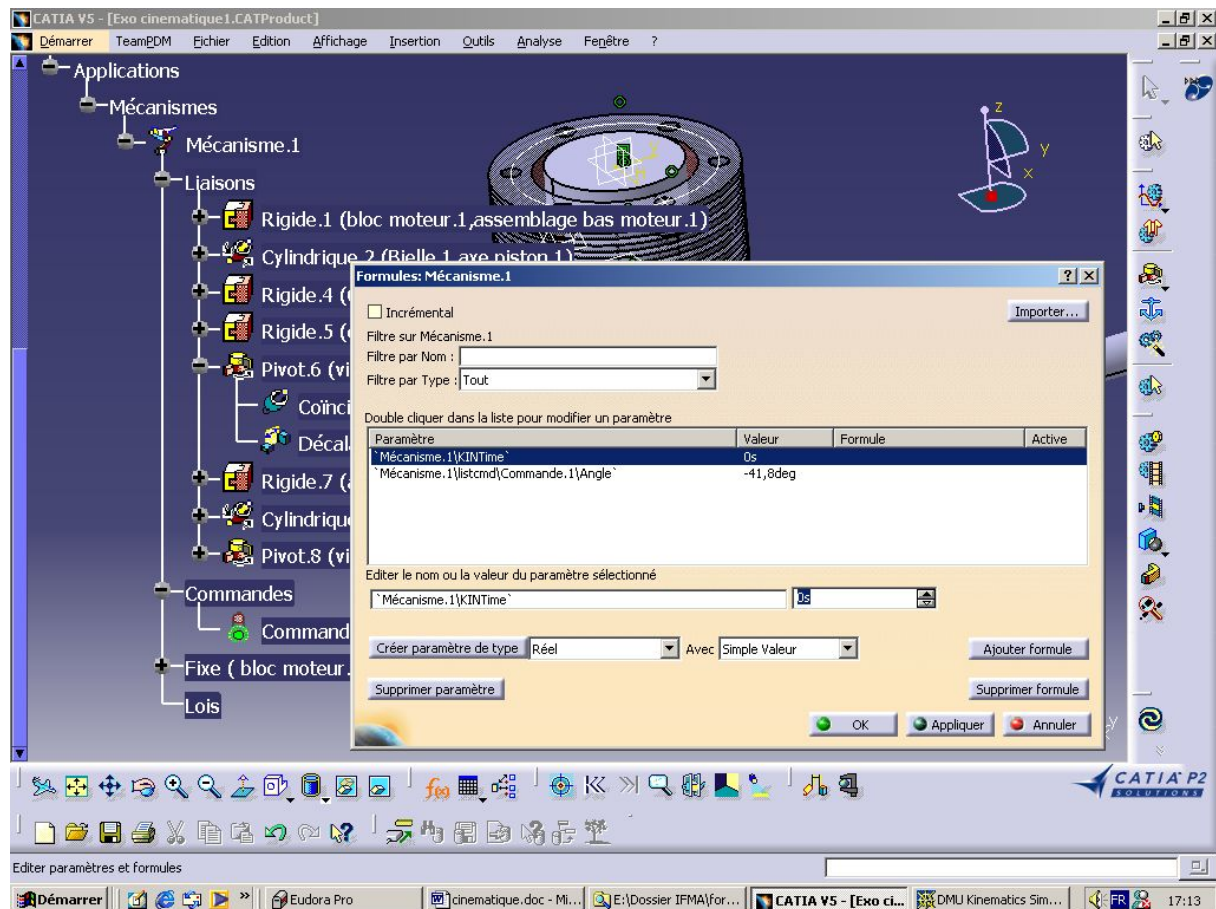 CATIA V5 - [Exo cinematique1.CATProduct]
Démarrer TeamPDM Fichier Edition Affichage Insertion Outils Analyse Fenêtre ?
Applications
Mécanismes
Mécanisme.1
Liaisons
Rigide.1 (bloc moteur.1,assemblage bas moteur.1)
Cylindrique.2 (Bielle.1,axe piston.1)
Rigide.4 (
Rigide.5 (
Pivot.6 (vi
Coïnci
Décal
Rigide.7 (
Cylindriqu
Pivot.8 (vi
Commandes
Command
Fixe ( bloc moteur.
Lois
z
y
x
Formules: Mécanisme.1
Incrémental
Importer...
Filtre sur Mécanisme.1
Filtre par Nom :
Filtre par Type : Tout
Double cliquer dans la liste pour modifier un paramètre
Paramètre Valeur Formule Active
`Mécanisme.1\KINTime` 0s
`Mécanisme.1\listcmd\Commande.1\Angle` -41,8deg
Editer le nom ou la valeur du paramètre sélectionné
`Mécanisme.1\KINTime` 0s
Créer paramètre de type Réel Avec Simple Valeur Ajouter formule
Supprimer paramètre Supprimer formule
OK Appliquer Annuler
CATIA P2
SOLUTIONS
Editer paramètres et formules
Démarrer Eudora Pro cinematique.doc - Mi... E:\Dossier IFMA\for... CATIA V5 - [Exo ci... DMU Kinematics Sim... FR 17:13